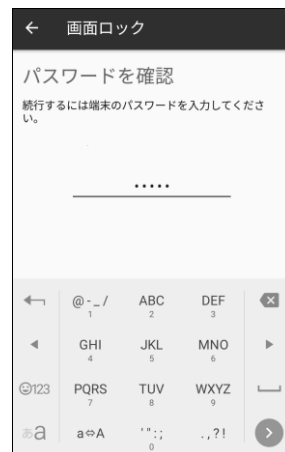 ← 画面ロック
パスワードを確認
続行するには端末のパスワードを入力してくださ
い。
•••••
@-_/ ABC DEF
1 2 3
GHI JKL MNO
4 5 6
☺123 PQRS TUV WXYZ
7 8 9
あa a⇔A '":; .,?!
0